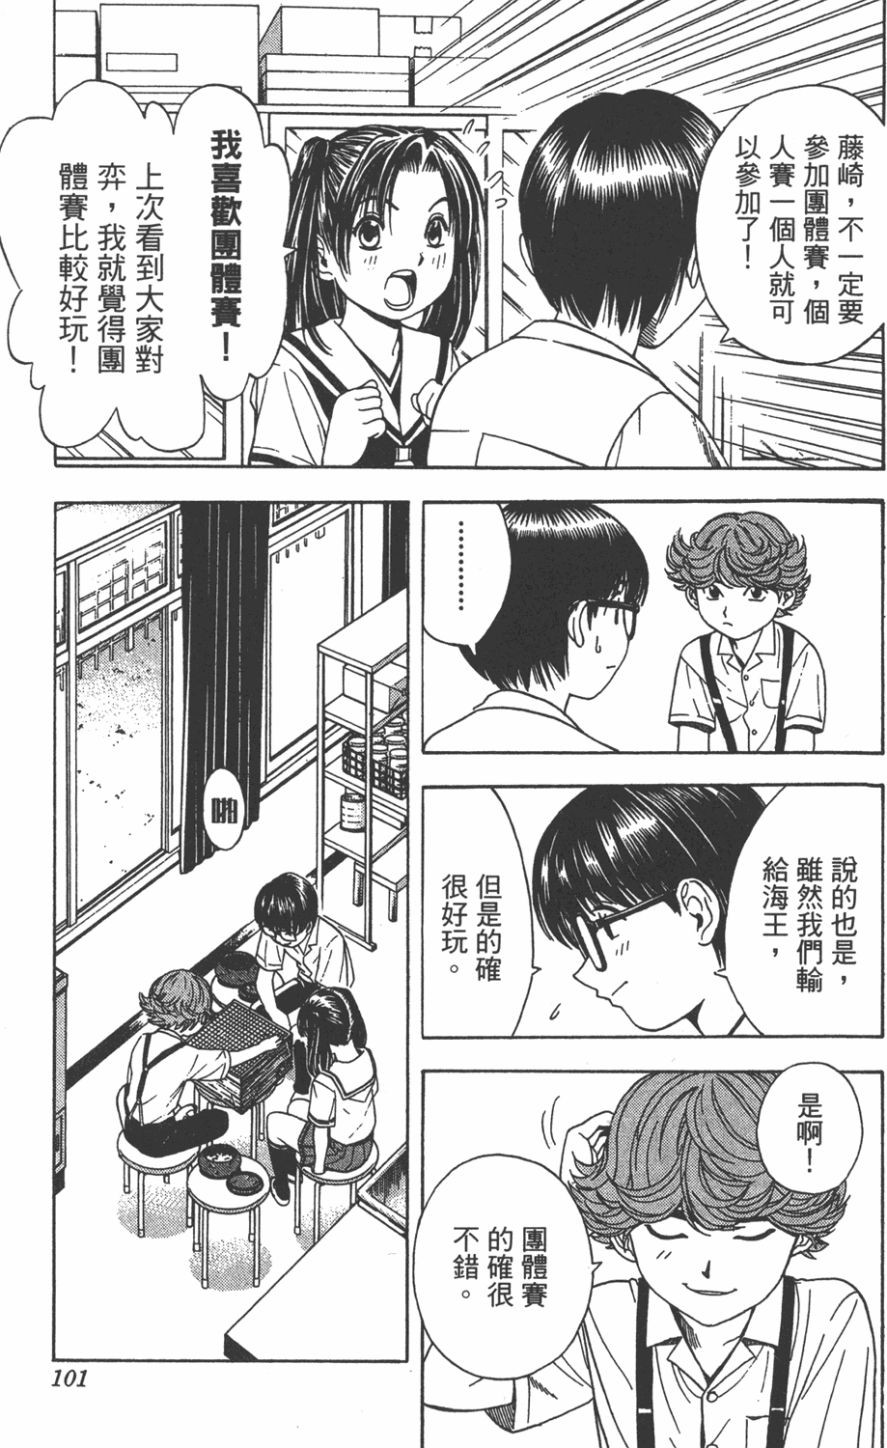 藤崎，不一定要
參加團體賽，個
人賽一個人就可
以參加了！
我喜歡團體賽！
上次看到大家對
弈，我就覺得團
體賽比較好玩！
………
說的也是，
雖然我們輸
給海王，
但是的確
很好玩。
是啊！
團體賽
的確很
不錯。
啪
101